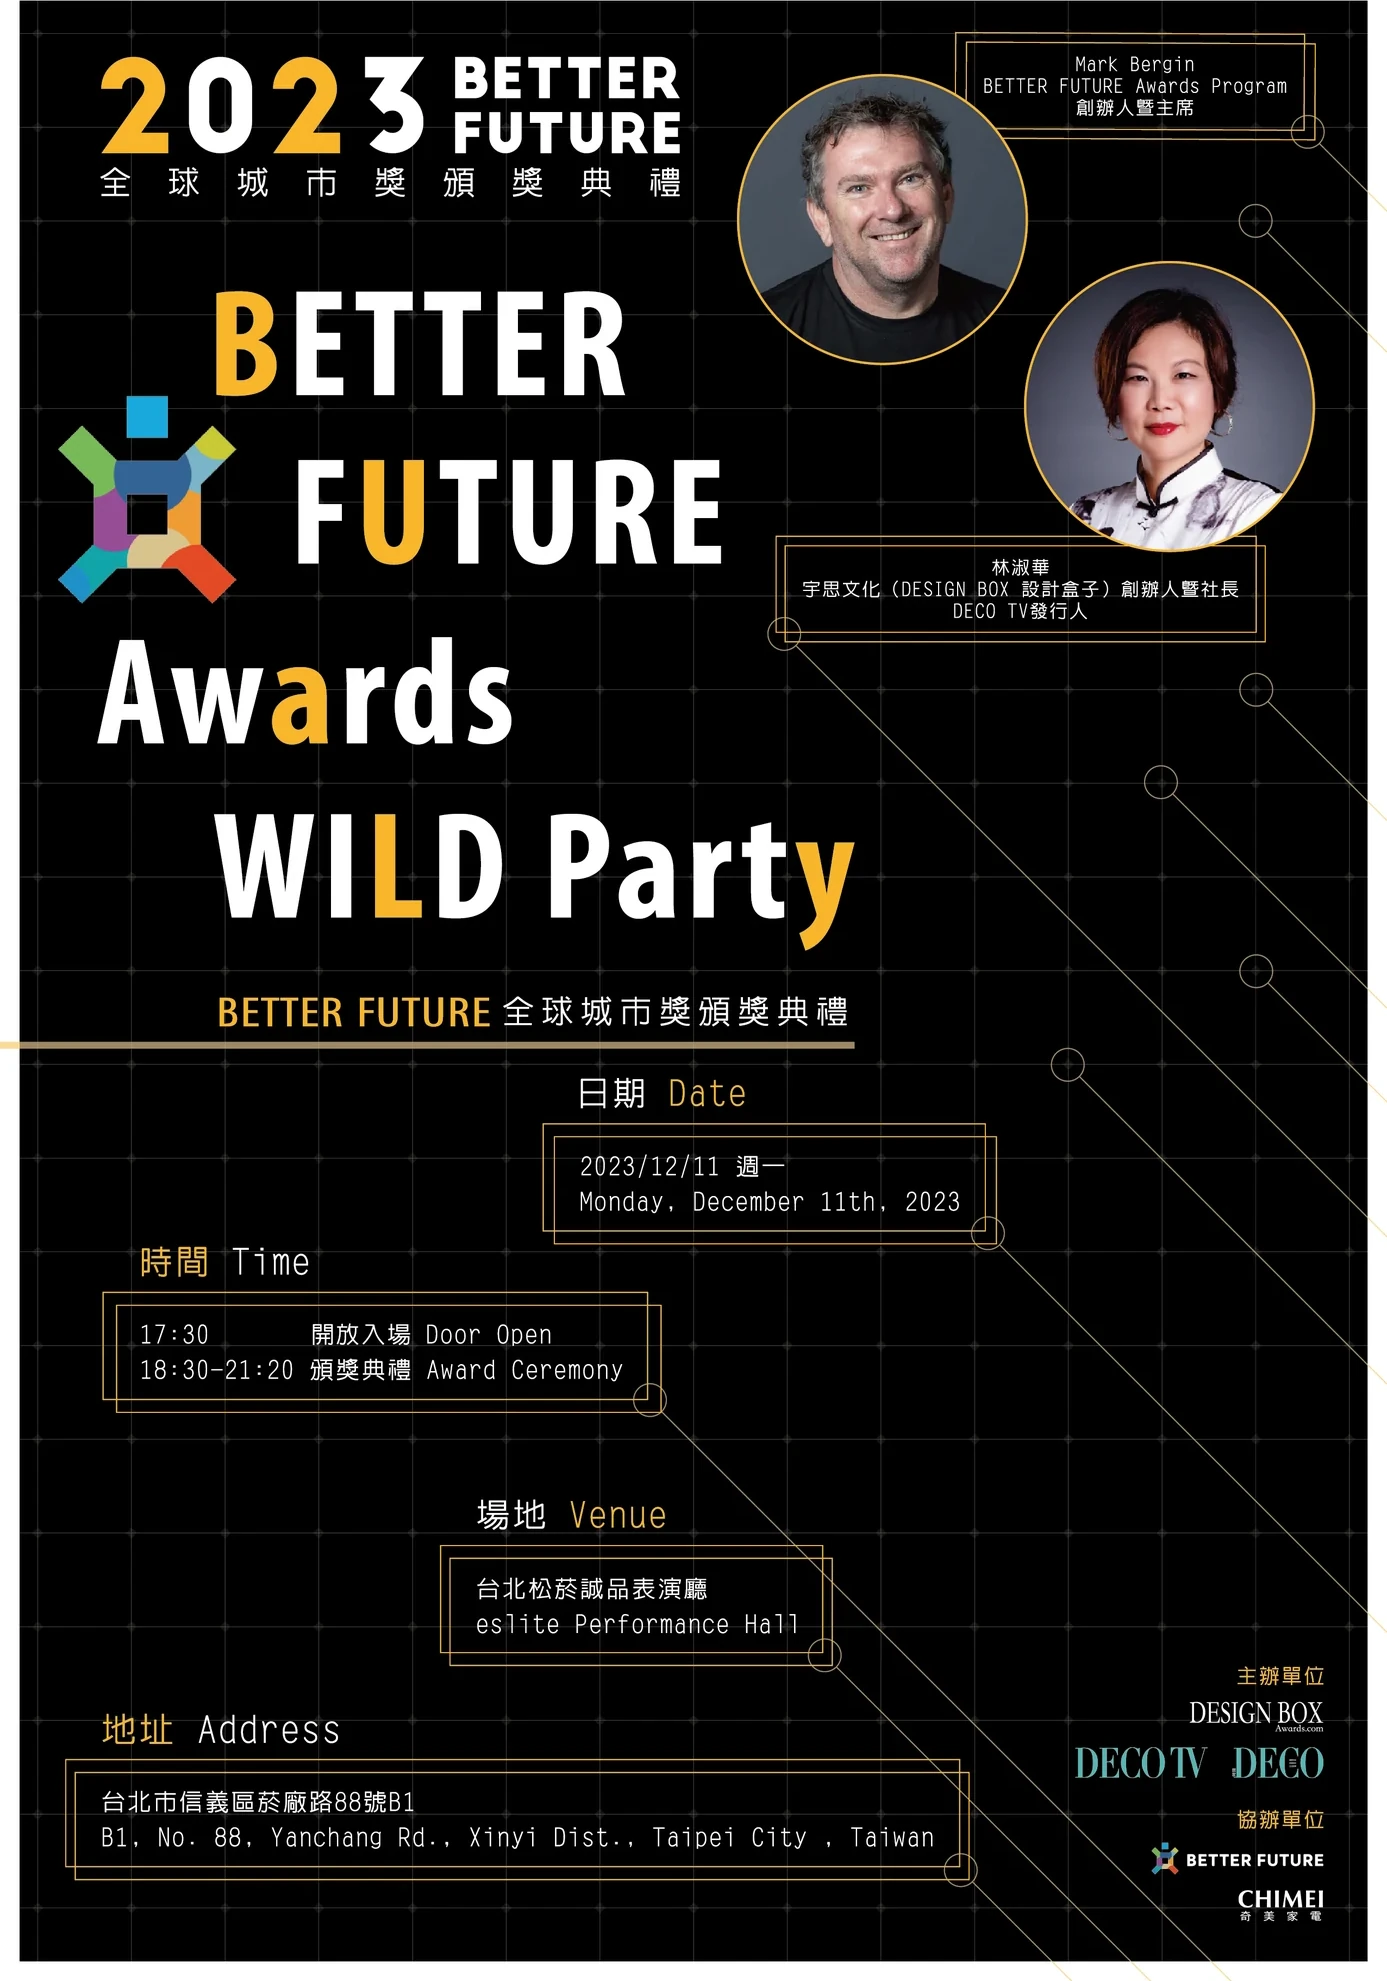 2023 BETTER FUTURE
全球城市獎頒獎典禮
Mark Bergin
BETTER FUTURE Awards Program
創辦人暨主席
BETTER
FUTURE
Awards
WILD Party
林淑華
宇思文化（DESIGN BOX 設計盒子）創辦人暨社長
DECO TV發行人
BETTER FUTURE 全球城市獎頒獎典禮
日期 Date
2023/12/11 週一
Monday, December 11th, 2023
時間 Time
17:30 開放入場 Door Open
18:30-21:20 頒獎典禮 Award Ceremony
場地 Venue
台北松菸誠品表演廳
eslite Performance Hall
地址 Address
台北市信義區菸廠路88號B1
B1, No. 88, Yanchang Rd., Xinyi Dist., Taipei City , Taiwan
主辦單位
DESIGN BOX
Awards.com
DECO TV DECO
協辦單位
BETTER FUTURE
CHIMEI
奇美家電